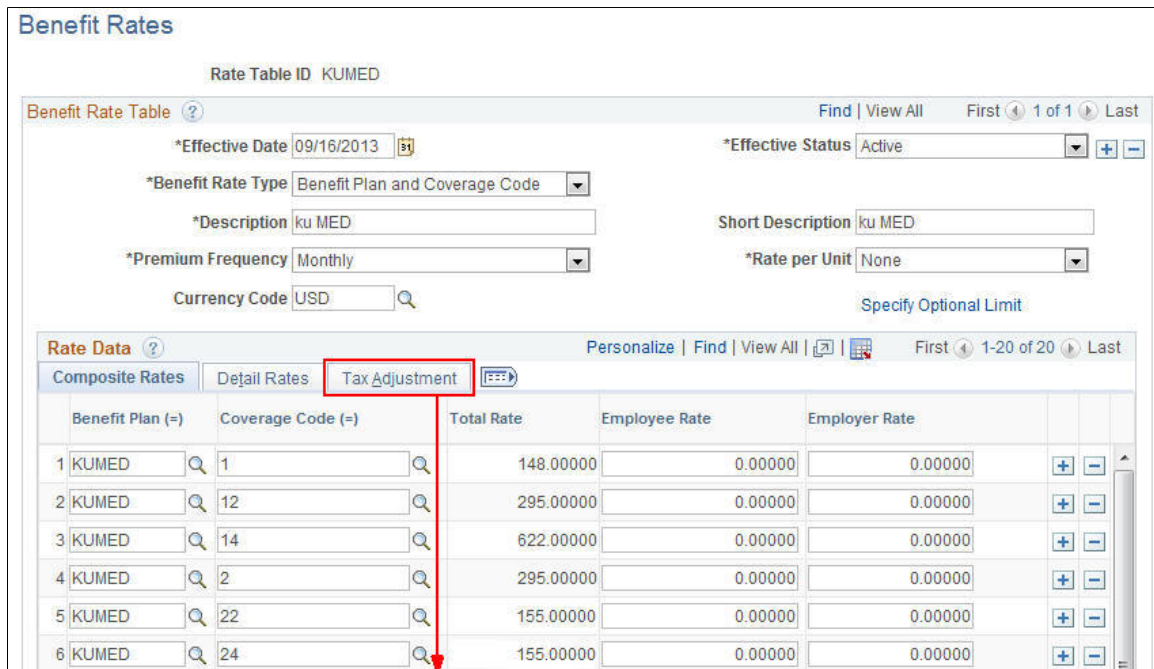 Benefit Rates
Rate Table ID KUMED
Benefit Rate Table ? Find | View All First 1 of 1 Last
*Effective Date 09/16/2013 31 *Effective Status Active
*Benefit Rate Type Benefit Plan and Coverage Code
*Description ku MED Short Description ku MED
*Premium Frequency Monthly *Rate per Unit None
Currency Code USD Specify Optional Limit
Rate Data ? Personalize | Find | View All | | First 1-20 of 20 Last
Composite Rates Detail Rates Tax Adjustment
Benefit Plan (=) Coverage Code (=) Total Rate Employee Rate Employer Rate
1 KUMED 1 148.00000 0.00000 0.00000
2 KUMED 12 295.00000 0.00000 0.00000
3 KUMED 14 622.00000 0.00000 0.00000
4 KUMED 2 295.00000 0.00000 0.00000
5 KUMED 22 155.00000 0.00000 0.00000
6 KUMED 24 155.00000 0.00000 0.00000